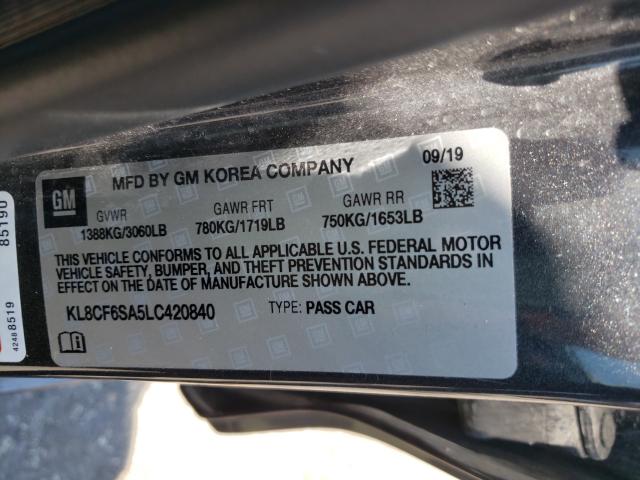 MFD BY GM KOREA COMPANY
09/19
GM
GVWR
GAWR FRT
GAWR RR
1388KG/3060LB
780KG/1719LB
750KG/1653LB
THIS VEHICLE CONFORMS TO ALL APPLICABLE U.S. FEDERAL MOTOR
VEHICLE SAFETY, BUMPER, AND THEFT PREVENTION STANDARDS IN
EFFECT ON THE DATE OF MANUFACTURE SHOWN ABOVE.
KL8CF6SA5LC420840
TYPE: PASS CAR
85190
42488519